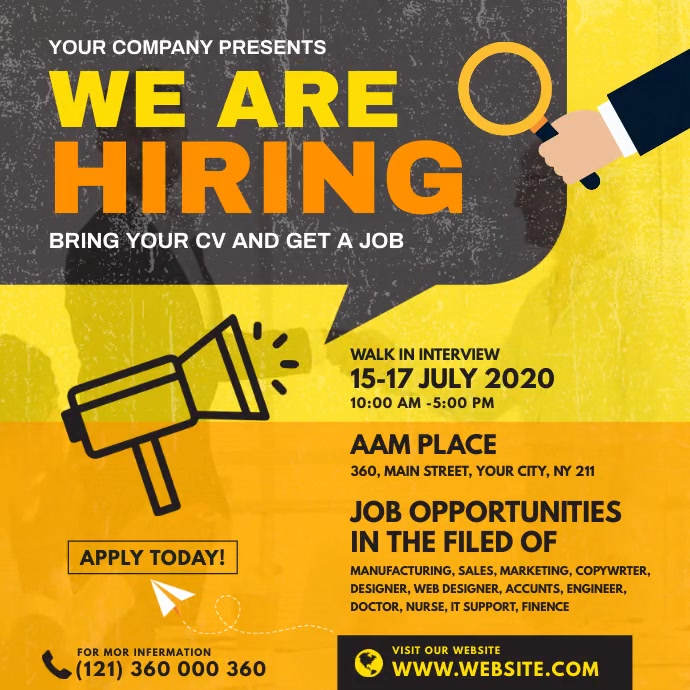 YOUR COMPANY PRESENTS
WE ARE
HIRING
BRING YOUR CV AND GET A JOB
WALK IN INTERVIEW
15-17 JULY 2020
10:00 AM -5:00 PM
AAM PLACE
360, MAIN STREET, YOUR CITY, NY 211
JOB OPPORTUNITIES
IN THE FILED OF
MANUFACTURING, SALES, MARKETING, COPYWRTER,
DESIGNER, WEB DESIGNER, ACCUNTS, ENGINEER,
DOCTOR, NURSE, IT SUPPORT, FINENCE
APPLY TODAY!
FOR MOR INFERMATION
(121) 360 000 360
VISIT OUR WEBSITE
WWW.WEBSITE.COM